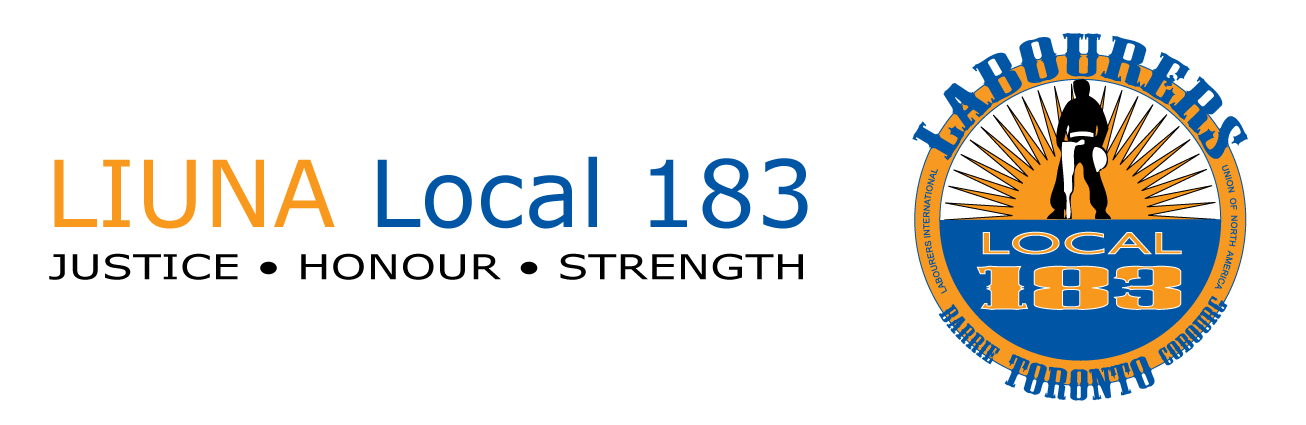 LIUNA Local 183
JUSTICE • HONOUR • STRENGTH
LABOURERS
LABOURERS INTERNATIONAL
UNION OF NORTH AMERICA
LOCAL
183
BARRIE TORONTO COBOURG